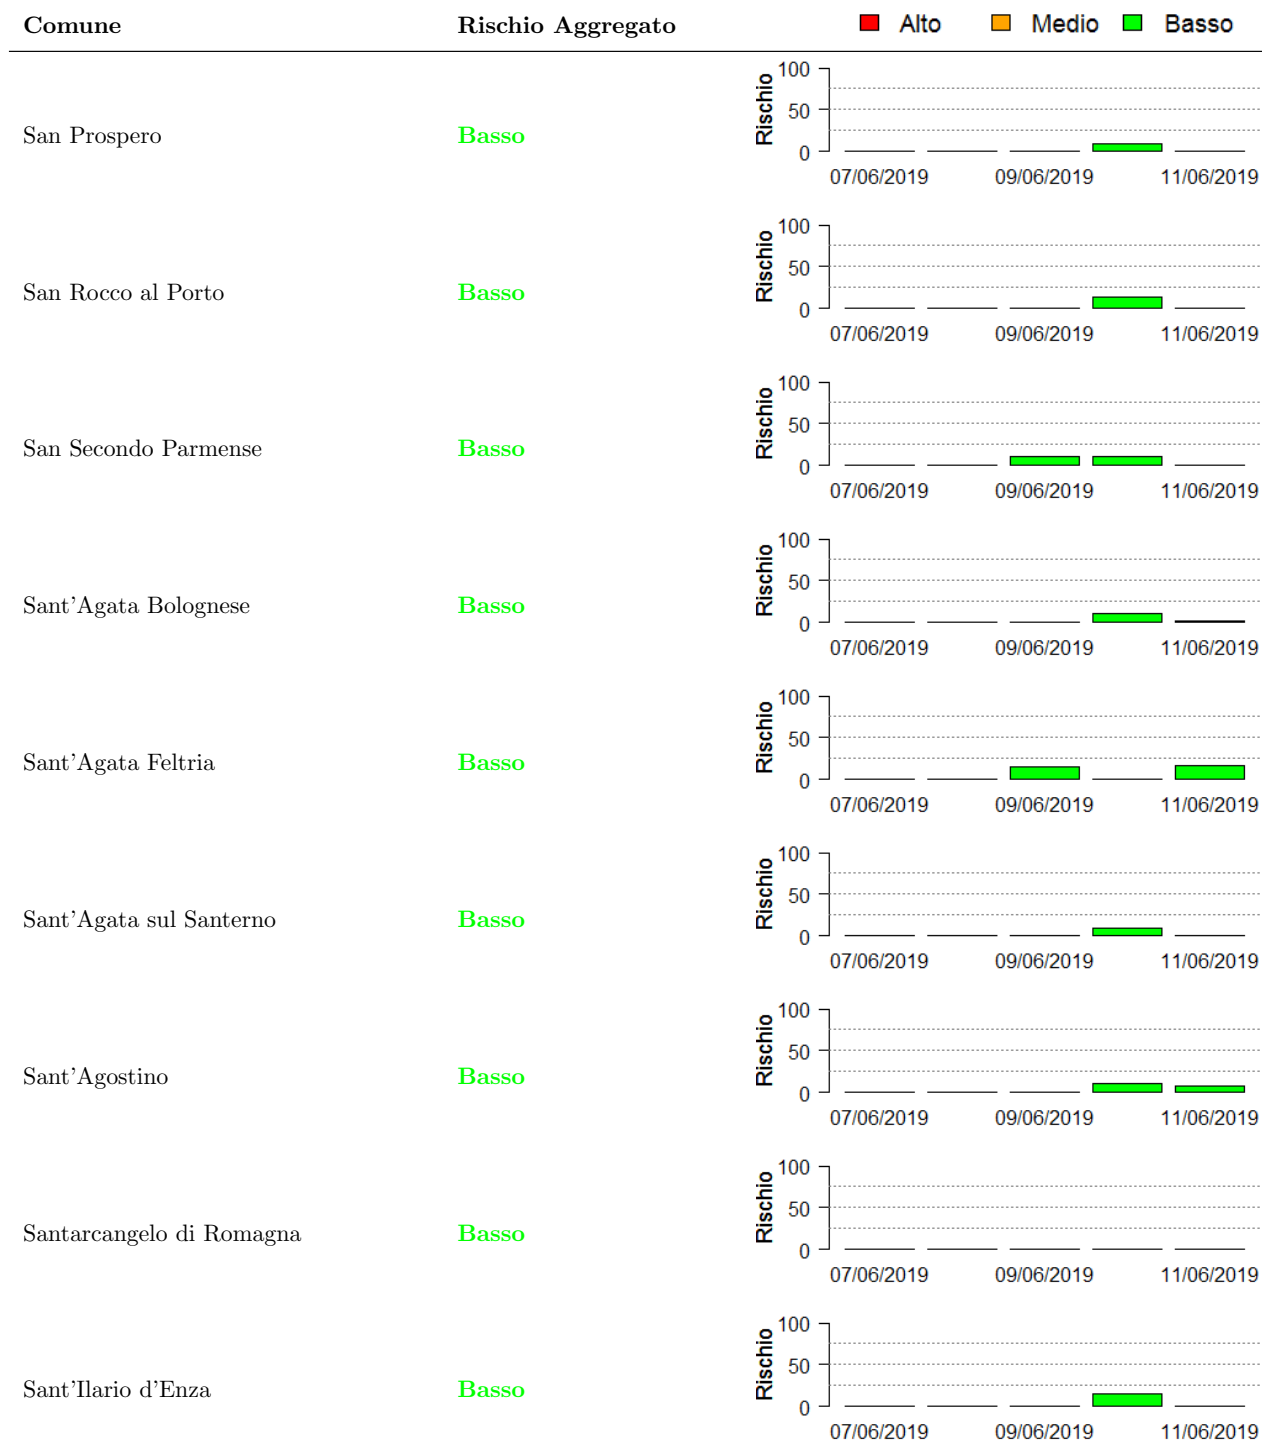 Comune Rischio Aggregato Alto Medio Basso
San Prospero Basso
Rischio
100
50
0
07/06/2019 09/06/2019 11/06/2019
San Rocco al Porto Basso
Rischio
100
50
0
07/06/2019 09/06/2019 11/06/2019
San Secondo Parmense Basso
Rischio
100
50
0
07/06/2019 09/06/2019 11/06/2019
Sant'Agata Bolognese Basso
Rischio
100
50
0
07/06/2019 09/06/2019 11/06/2019
Sant'Agata Feltria Basso
Rischio
100
50
0
07/06/2019 09/06/2019 11/06/2019
Sant'Agata sul Santerno Basso
Rischio
100
50
0
07/06/2019 09/06/2019 11/06/2019
Sant'Agostino Basso
Rischio
100
50
0
07/06/2019 09/06/2019 11/06/2019
Santarcangelo di Romagna Basso
Rischio
100
50
0
07/06/2019 09/06/2019 11/06/2019
Sant'Ilario d'Enza Basso
Rischio
100
50
0
07/06/2019 09/06/2019 11/06/2019